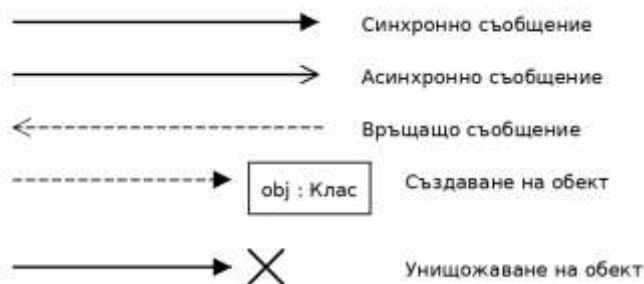 Синхронно съобщение
Асинхронно съобщение
Връщащо съобщение
obj : Клас
Създаване на обект
Унищожаване на обект